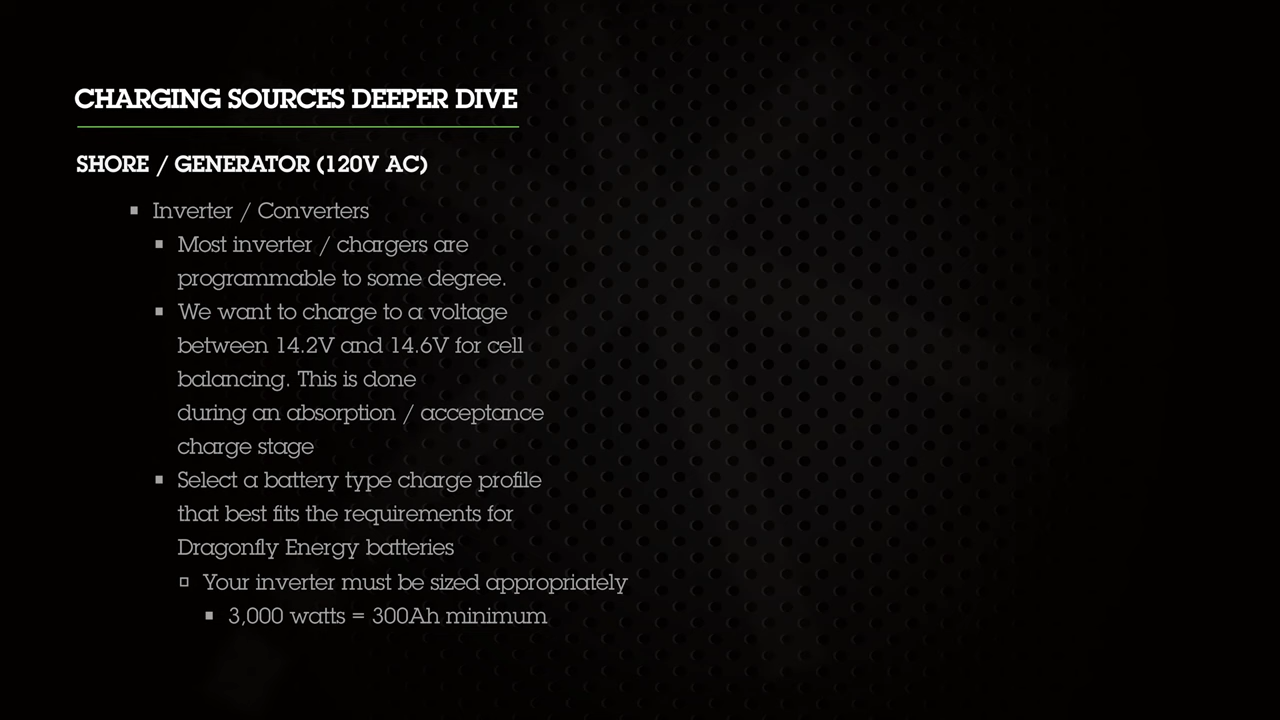 CHARGING SOURCES DEEPER DIVE
SHORE / GENERATOR (120V AC)
▪ Inverter / Converters
▪ Most inverter / chargers are
programmable to some degree.
▪ We want to charge to a voltage
between 14.2V and 14.6V for cell
balancing. This is done
during an absorption / acceptance
charge stage
▪ Select a battery type charge profile
that best fits the requirements for
Dragonfly Energy batteries
▫ Your inverter must be sized appropriately
▪ 3,000 watts = 300Ah minimum